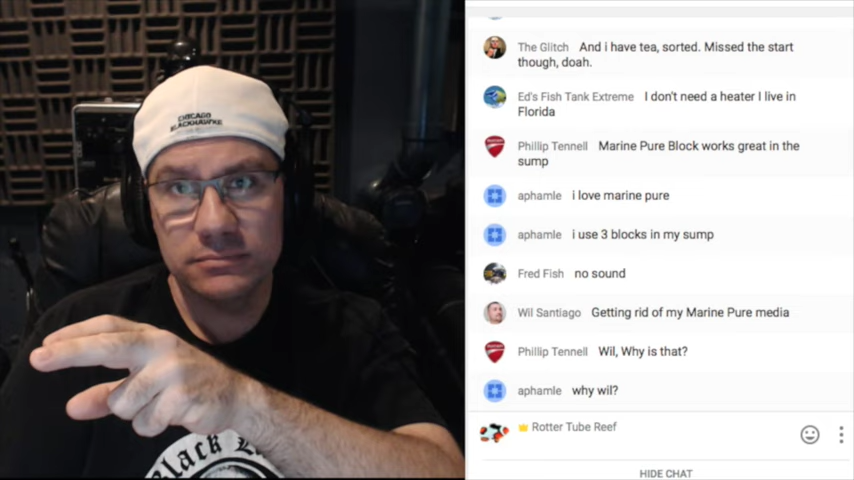 CHICAGO
BLACKHAWKS
The Glitch And i have tea, sorted. Missed the start
though, doah.
Ed's Fish Tank Extreme I don't need a heater I live in
Florida
Phillip Tennell Marine Pure Block works great in the
sump
aphamle i love marine pure
aphamle i use 3 blocks in my sump
Fred Fish no sound
Wil Santiago Getting rid of my Marine Pure media
Phillip Tennell Wil, Why is that?
aphamle why wil?
Rotter Tube Reef
HIDE CHAT
Black